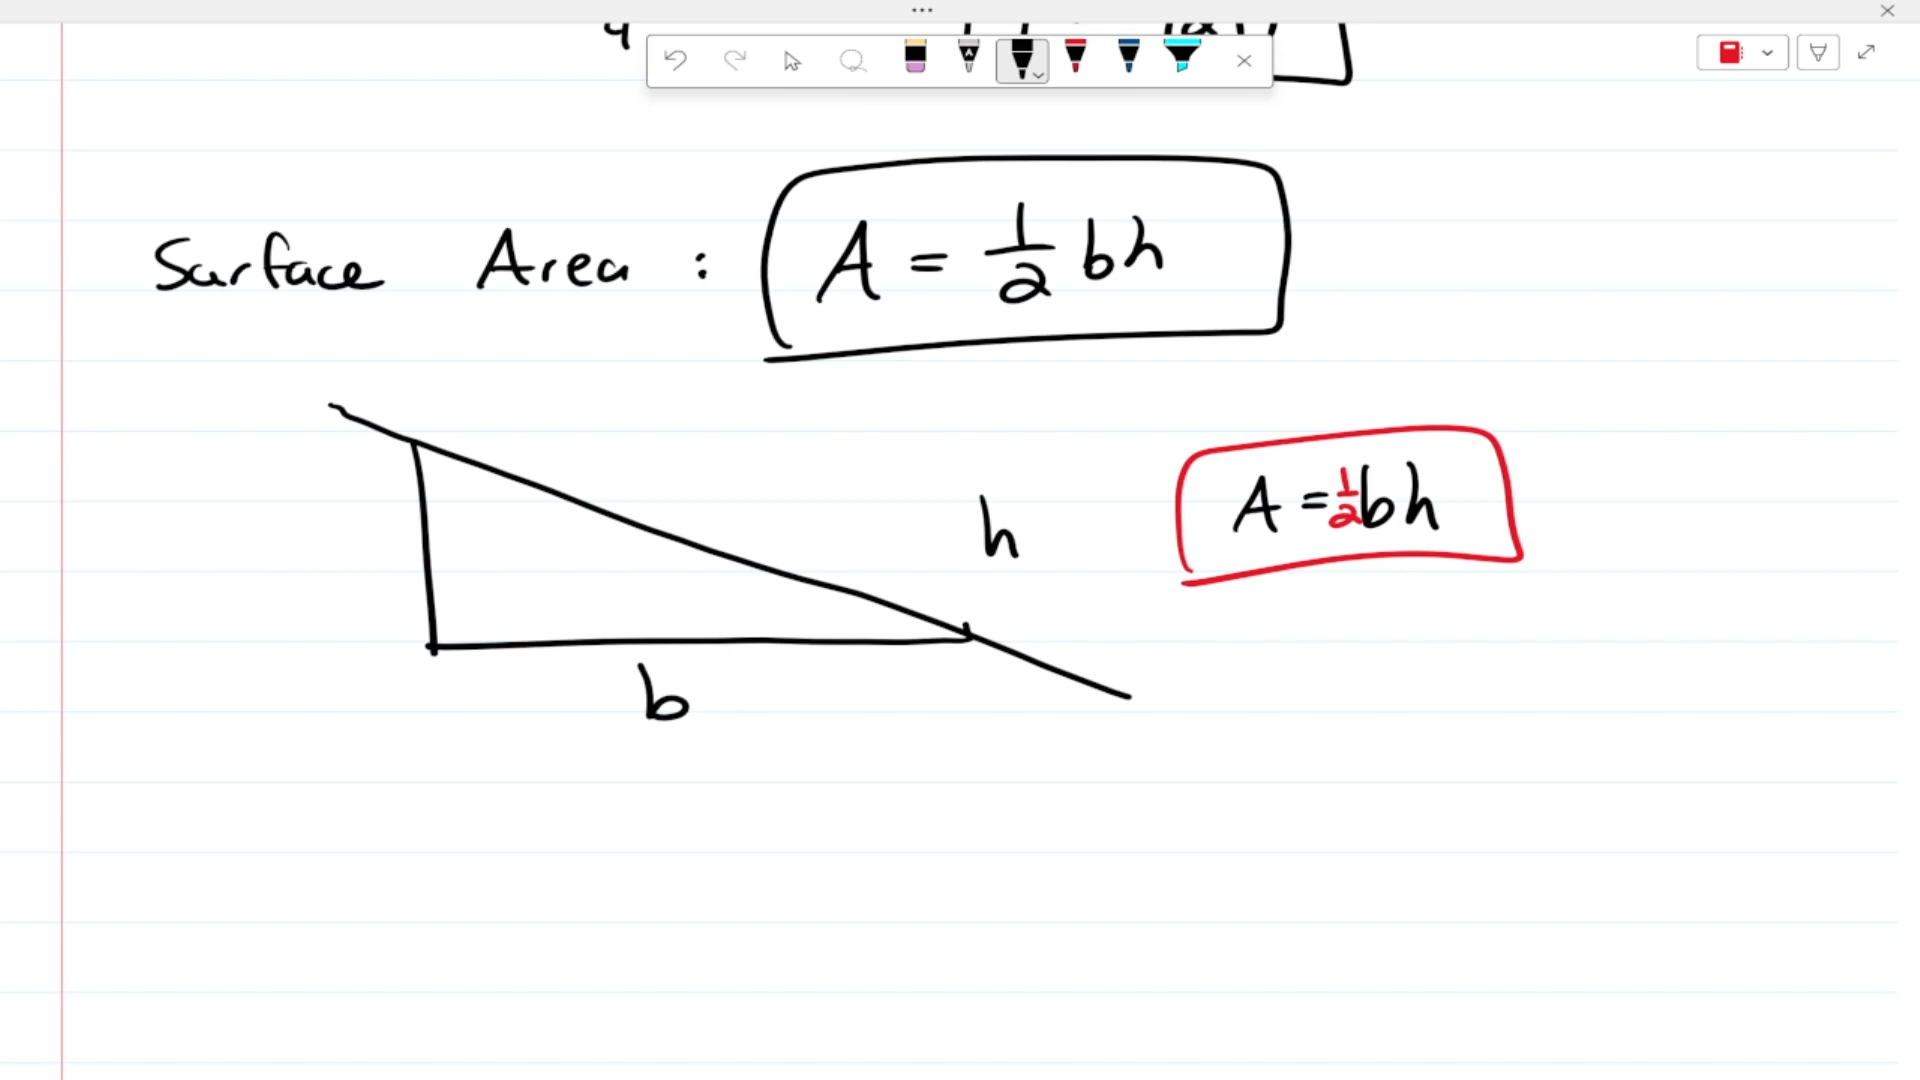 Surface Area : A = 1/2 bh
h
A = 1/2 bh
b